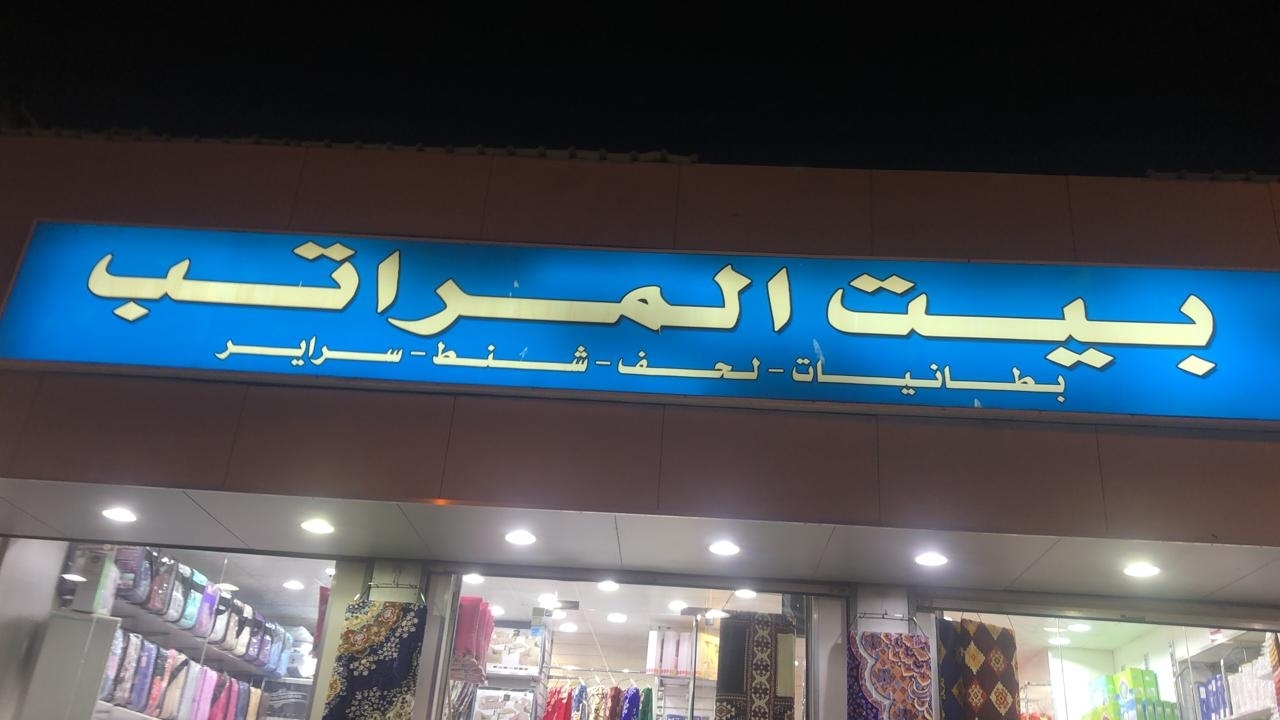 بيت المراتب
بطانيات - لحف - شنط - سراير